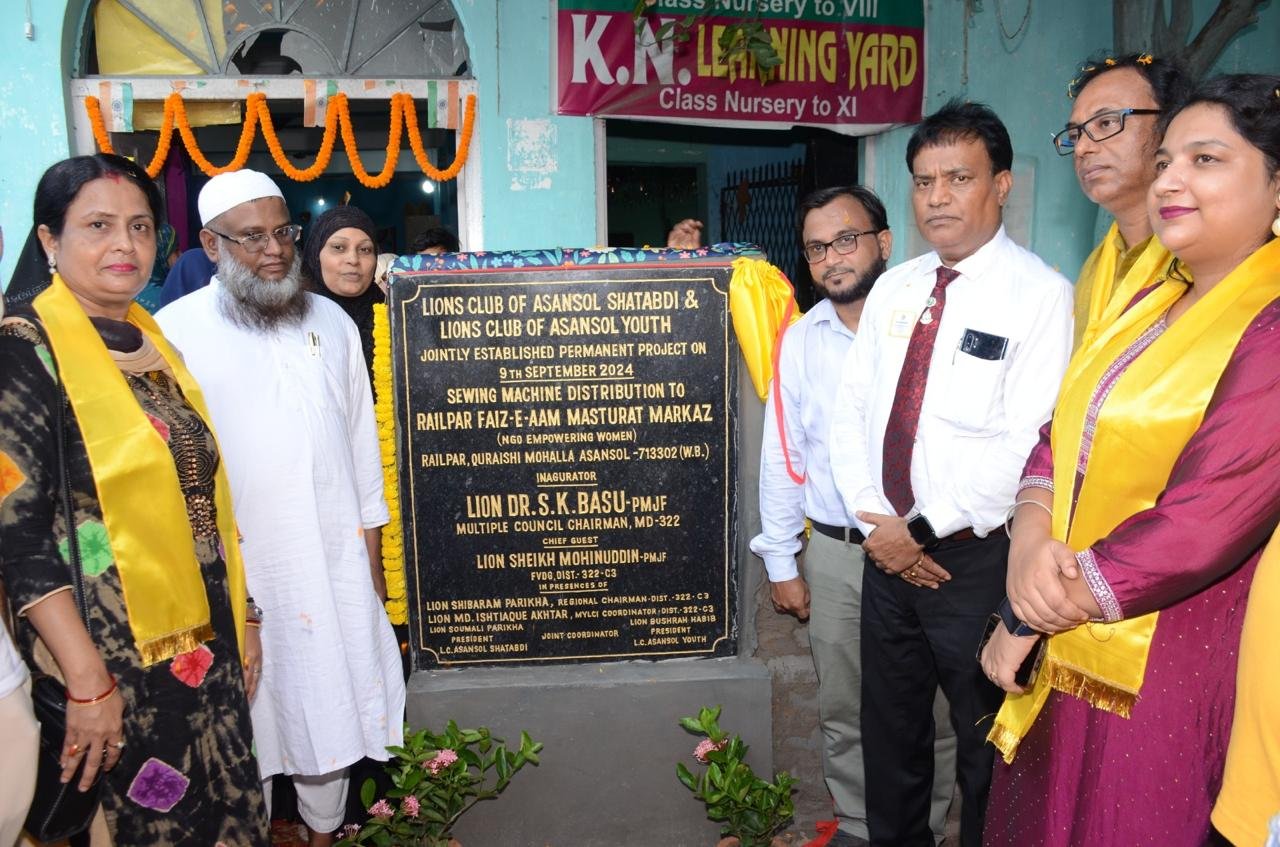 Class Nursery to VIII
K.N. LEARNING YARD
Class Nursery to XI
LIONS CLUB OF ASANSOL SHATABDI &
LIONS CLUB OF ASANSOL YOUTH
JOINTLY ESTABLISHED PERMANENT PROJECT ON
9TH SEPTEMBER 2024
SEWING MACHINE DISTRIBUTION TO
RAILPAR FAIZ-E-AAM MASTURAT MARKAZ
(NGO EMPOWERING WOMEN)
RAILPAR, QURAISHI MOHALLA ASANSOL-713302 (W.B.)
INAGURATOR
LION DR.S.K.BASU-PMJF
MULTIPLE COUNCIL CHAIRMAN, MD-322
CHIEF GUEST
LION SHEIKH MOHINUDDIN-PMJF
FVDG, DIST.-322-C3
IN PRESENCES OF
LION SHIBARAM PARIKHA, REGIONAL CHAIRMAN-DIST.-322-C3
LION MD. ISHTIAQUE AKHTAR, MYLCI COORDINATOR-DIST.-322-C3
LION SOUMALI PARIKHA LION BUSHRAH HABIB
PRESIDENT JOINT COORDINATOR PRESIDENT
L.C. ASANSOL SHATABDI L.C. ASANSOL YOUTH